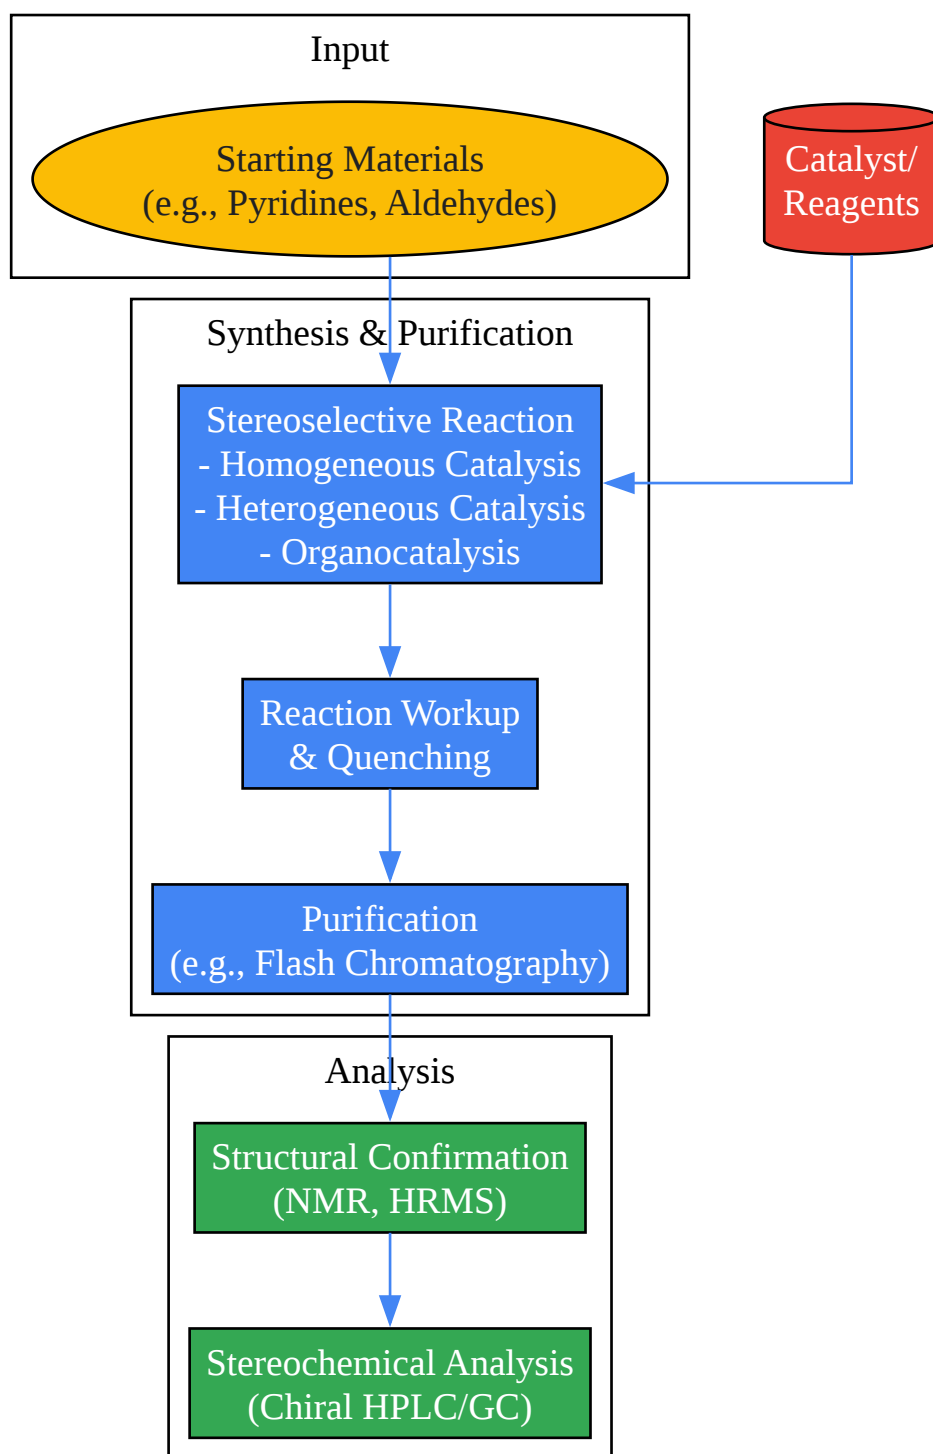 Input
Starting Materials
(e.g., Pyridines, Aldehydes)
Catalyst/
Reagents
Synthesis & Purification
Stereoselective Reaction
- Homogeneous Catalysis
- Heterogeneous Catalysis
- Organocatalysis
Reaction Workup
& Quenching
Purification
(e.g., Flash Chromatography)
Analysis
Structural Confirmation
(NMR, HRMS)
Stereochemical Analysis
(Chiral HPLC/GC)